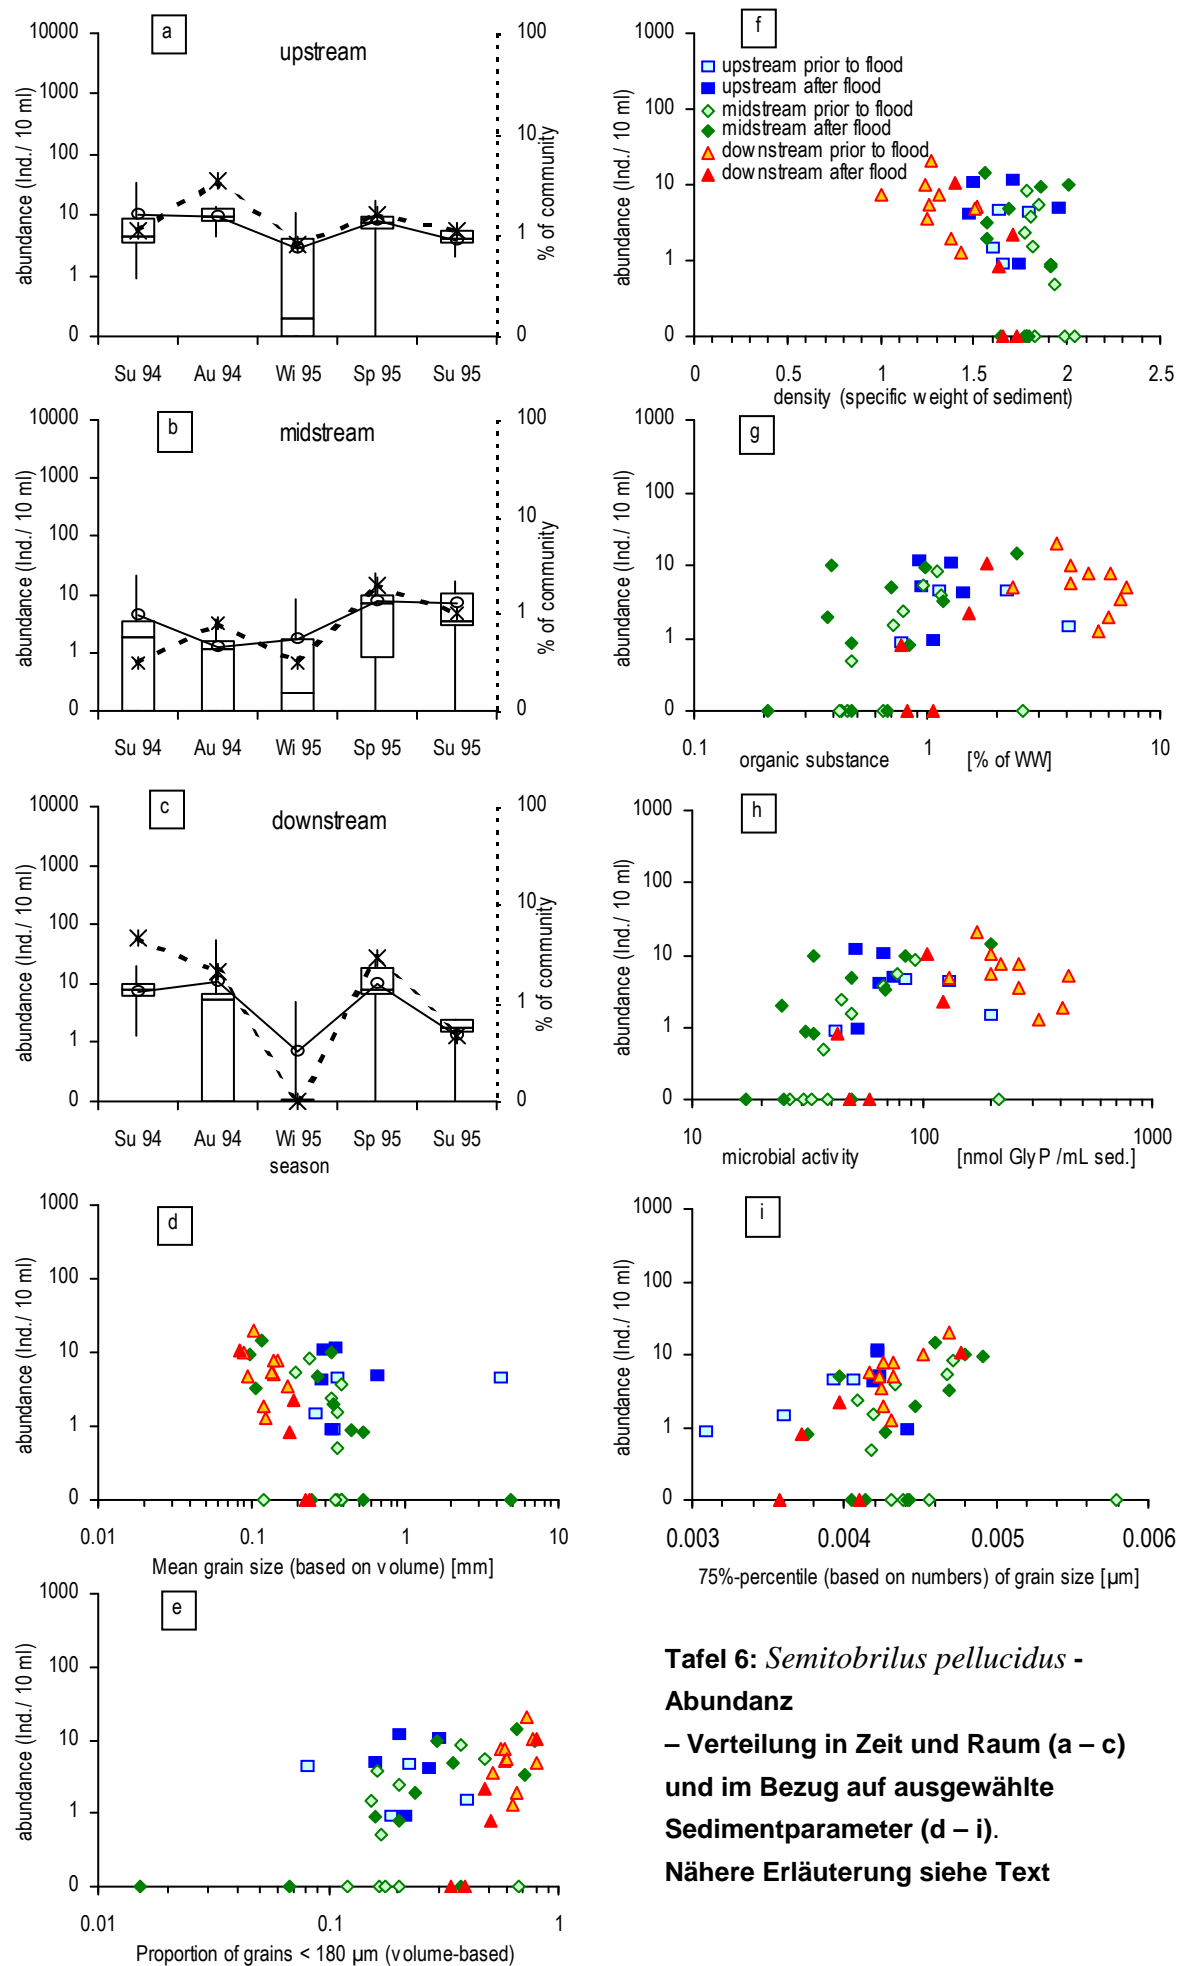 a
upstream
10000
1000
100
10
1
0
abundance (Ind./ 10 ml)
100
10
1
0
% of community
Su 94 Au 94 Wi 95 Sp 95 Su 95
b
midstream
10000
1000
100
10
1
0
abundance (Ind./ 10 ml)
100
10
1
0
% of community
Su 94 Au 94 Wi 95 Sp 95 Su 95
c
downstream
10000
1000
100
10
1
0
abundance (Ind./ 10 ml)
100
10
1
0
% of community
Su 94 Au 94 Wi 95 Sp 95 Su 95
season
d
1000
100
10
1
0
abundance (Ind./ 10 ml)
0.01 0.1 1 10
Mean grain size (based on volume) [mm]
e
1000
100
10
1
0
abundance (Ind./ 10 ml)
0.01 0.1 1
Proportion of grains < 180 µm (volume-based)
f
upstream prior to flood
upstream after flood
midstream prior to flood
midstream after flood
downstream prior to flood
downstream after flood
1000
100
10
1
0
abundance (Ind./ 10 ml)
0 0.5 1 1.5 2 2.5
density (specific weight of sediment)
g
1000
100
10
1
0
abundance (Ind./ 10 ml)
0.1 1 10
organic substance [% of WW]
h
1000
100
10
1
0
abundance (Ind./ 10 ml)
10 100 1000
microbial activity [nmol GlyP /mL sed.]
i
1000
100
10
1
0
abundance (Ind./ 10 ml)
0.003 0.004 0.005 0.006
75%-percentile (based on numbers) of grain size [µm]
Tafel 6: Semitobrilus pellucidus -
Abundanz
– Verteilung in Zeit und Raum (a – c)
und im Bezug auf ausgewählte
Sedimentparameter (d – i).
Nähere Erläuterung siehe Text